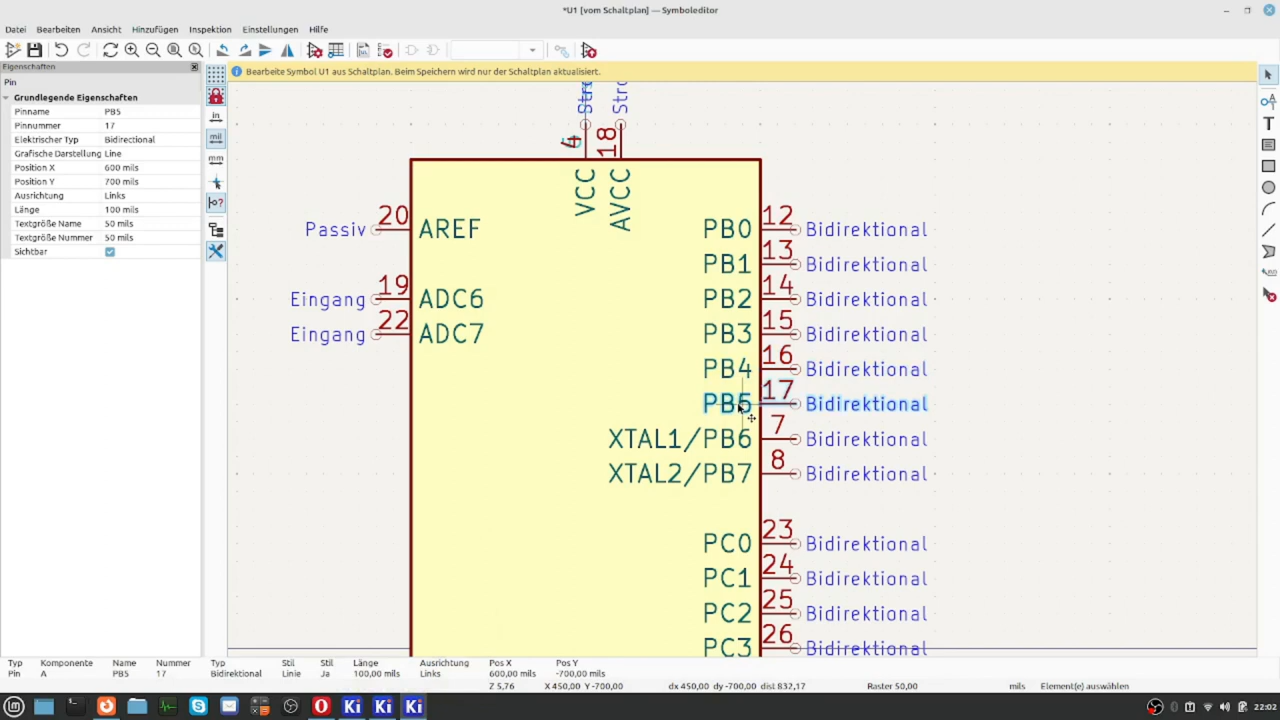 *U1 [vom Schaltplan] — Symboleditor
Datei Bearbeiten Ansicht Hinzufügen Inspektion Einstellungen Hilfe
Eigenschaften
Bearbeite Symbol U1 aus Schaltplan. Beim Speichern wird nur der Schaltplan aktualisiert.
Pin
Grundlegende Eigenschaften
Pinname PB5
Pinnummer 17
Elektrischer Typ Bidirectional
Grafische Darstellung Line
Position X 600 mils
Position Y 700 mils
Ausrichtung Links
Länge 100 mils
Textgröße Name 50 mils
Textgröße Nummer 50 mils
Sichtbar
in
mil
mm
18
VCC
AVCC
Passiv 20 AREF
Eingang 19 ADC6
Eingang 22 ADC7
PB0 12 Bidirektional
PB1 13 Bidirektional
PB2 14 Bidirektional
PB3 15 Bidirektional
PB4 16 Bidirektional
PB5 17 Bidirektional
XTAL1/PB6 7 Bidirektional
XTAL2/PB7 8 Bidirektional
PC0 23 Bidirektional
PC1 24 Bidirektional
PC2 25 Bidirektional
PC3 26 Bidirektional
Typ Komponente Name Nummer Typ Stil Stil Länge Ausrichtung Pos X Pos Y
Pin A PB5 17 Bidirektional Linie Ja 100,00 mils Links 600,00 mils -700,00 mils
Z 5,76 X 450,00 Y -700,00 dx 450,00 dy -700,00 dist 832,17 Raster 50,00 mils Element(e) auswählen
Ki Ki Ki
22:02